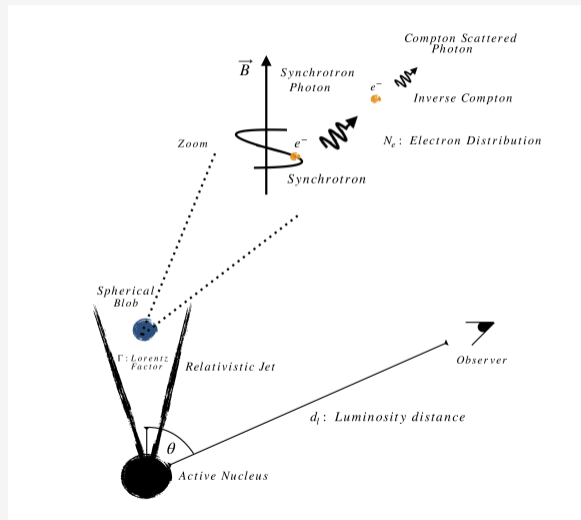 Compton Scattered
Photon
B
Synchrotron
Photon
e⁻
Inverse Compton
Zoom
e⁻
Nₑ : Electron Distribution
Synchrotron
Spherical
Blob
Γ : Lorentz
Factor
Relativistic Jet
Observer
dₗ : Luminosity distance
θ
Active Nucleus